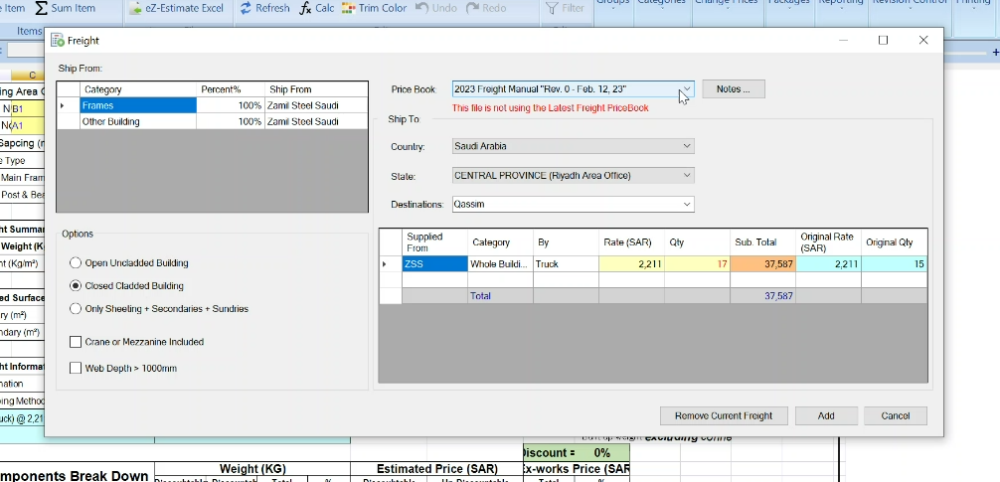 Item Sum Item eZ-Estimate Excel Refresh Calc Trim Color Undo Redo Filter Groups Categories Change Prices Packages Reporting Revision Control Printing
Items
Freight
Ship From:
Category Percent% Ship From
Frames 100% Zamil Steel Saudi
Other Building 100% Zamil Steel Saudi
Price Book: 2023 Freight Manual "Rev. 0 - Feb. 12, 23" Notes ...
This file is not using the Latest Freight PriceBook
Ship To:
Country: Saudi Arabia
State: CENTRAL PROVINCE (Riyadh Area Office)
Destinations: Qassim
Options
Open Uncladded Building
Closed Cladded Building
Only Sheeting + Secondaries + Sundries
Crane or Mezzanine Included
Web Depth > 1000mm
Supplied From Category By Rate (SAR) Qty Sub. Total Original Rate (SAR) Original Qty
ZSS Whole Buildi... Truck 2,211 17 37,587 2,211 15
Total 37,587
Remove Current Freight Add Cancel
C
ing Area
B1
A1
Sapcing
Type
Main Fram
Post & Bea
ht Summar
Weight (K
ht (Kg/m²)
ed Surface
ry (m²)
ndary (m²)
ht Informat
nation
ing Method
uck) @ 2,21
excluding
Discount = 0%
mponents Break Down Weight (KG) Estimated Price (SAR) Ex-works Price (SAR
Total % Total %